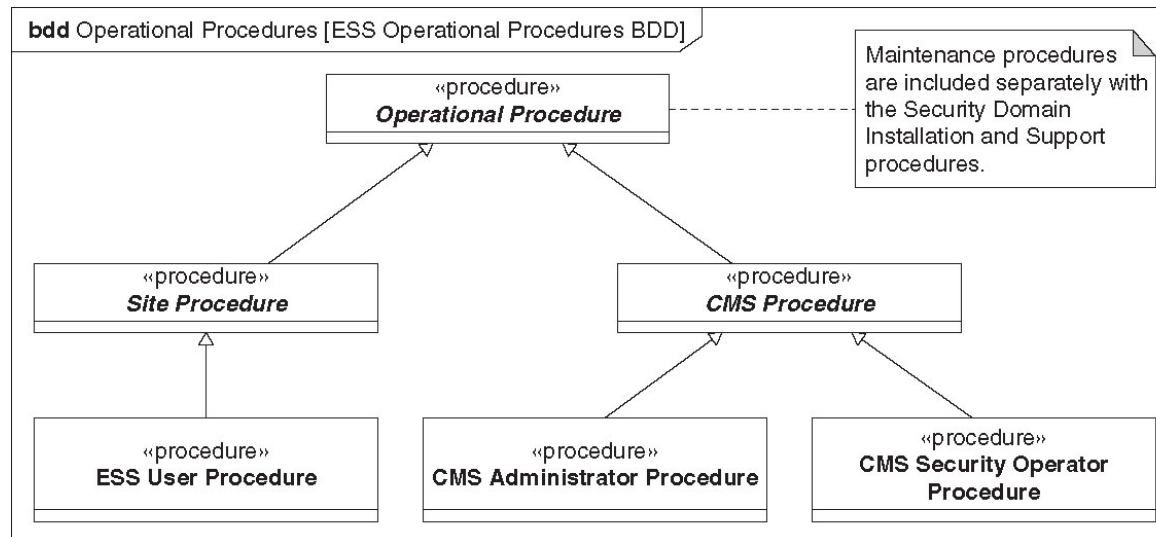 bdd Operational Procedures [ESS Operational Procedures BDD]
Maintenance procedures
are included separately with
the Security Domain
Installation and Support
procedures.
«procedure»
Operational Procedure
«procedure»
Site Procedure
«procedure»
CMS Procedure
«procedure»
ESS User Procedure
«procedure»
CMS Administrator Procedure
«procedure»
CMS Security Operator
Procedure